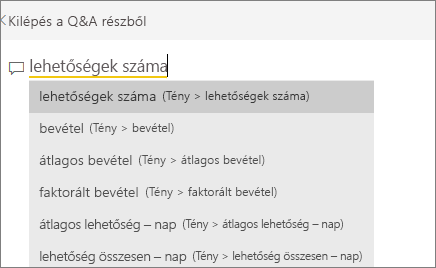 Kilépés a Q&A részből
lehetőségek száma
lehetőségek száma (Tény > lehetőségek száma)
bevétel (Tény > bevétel)
átlagos bevétel (Tény > átlagos bevétel)
faktorált bevétel (Tény > faktorált bevétel)
átlagos lehetőség – nap (Tény > átlagos lehetőség – nap)
lehetőség összesen – nap (Tény > lehetőség összesen – nap)